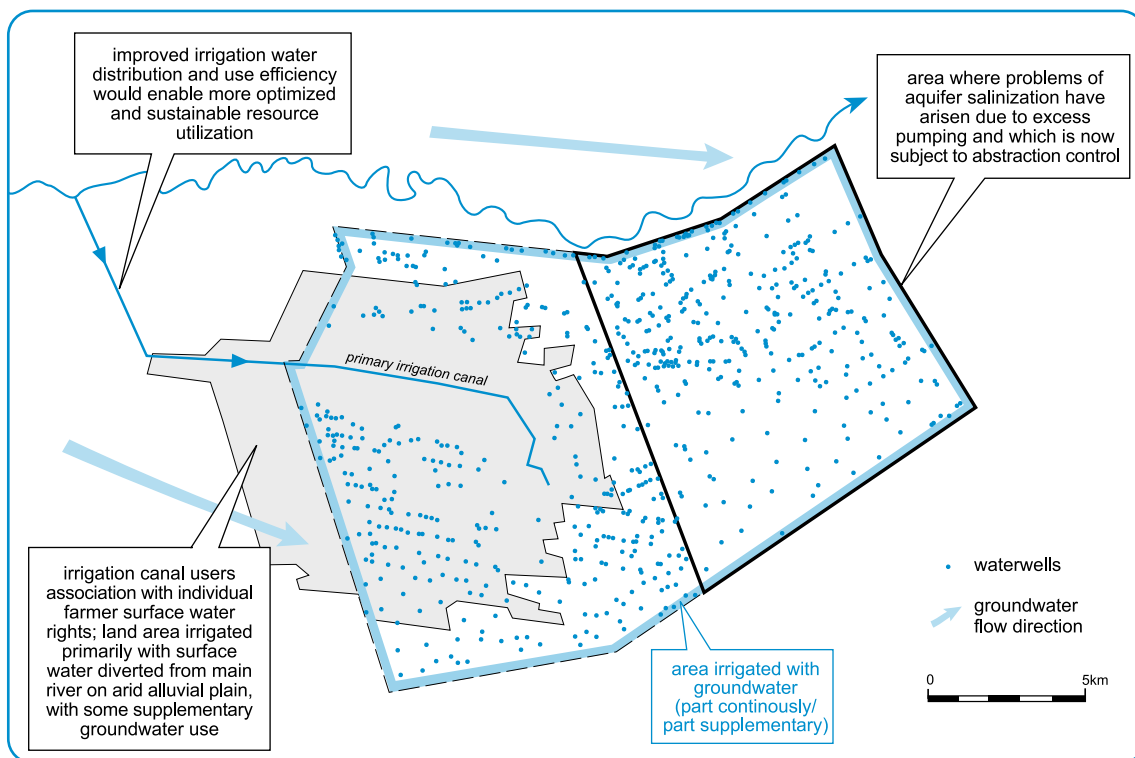 improved irrigation water
distribution and use efficiency
would enable more optimized
and sustainable resource
utilization
area where problems of
aquifer salinization have
arisen due to excess
pumping and which is now
subject to abstraction control
primary irrigation canal
irrigation canal users
association with individual
farmer surface water
rights; land area irrigated
primarily with surface
water diverted from main
river on arid alluvial plain,
with some supplementary
groundwater use
area irrigated with
groundwater
(part continously/
part supplementary)
waterwells
groundwater
flow direction
0 5km